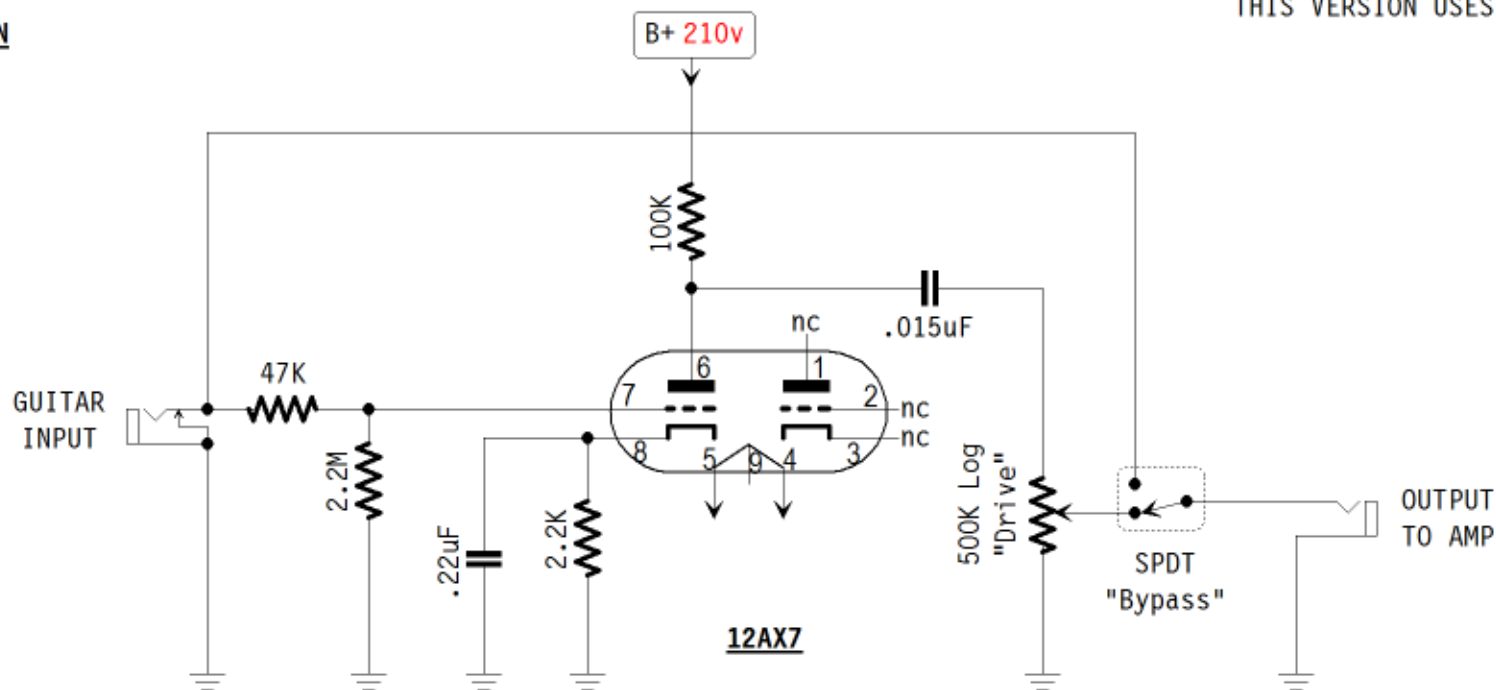 THIS VERSION USES
N
B+ 210v
100K
.015uF
nc
47K
GUITAR
INPUT
6
1
7
2
nc
nc
8
5
9
4
3
2.2M
.22uF
2.2K
500K Log
"Drive"
OUTPUT
TO AMP
SPDT
"Bypass"
12AX7